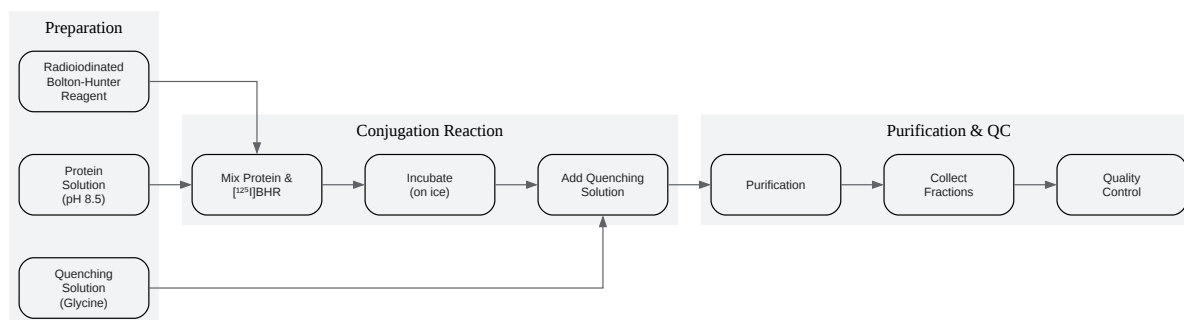 Preparation
Radioiodinated
Bolton-Hunter
Reagent
Protein
Solution
(pH 8.5)
Quenching
Solution
(Glycine)
Conjugation Reaction
Mix Protein &
[¹²⁵I]BHR
Incubate
(on ice)
Add Quenching
Solution
Purification & QC
Purification
Collect
Fractions
Quality
Control